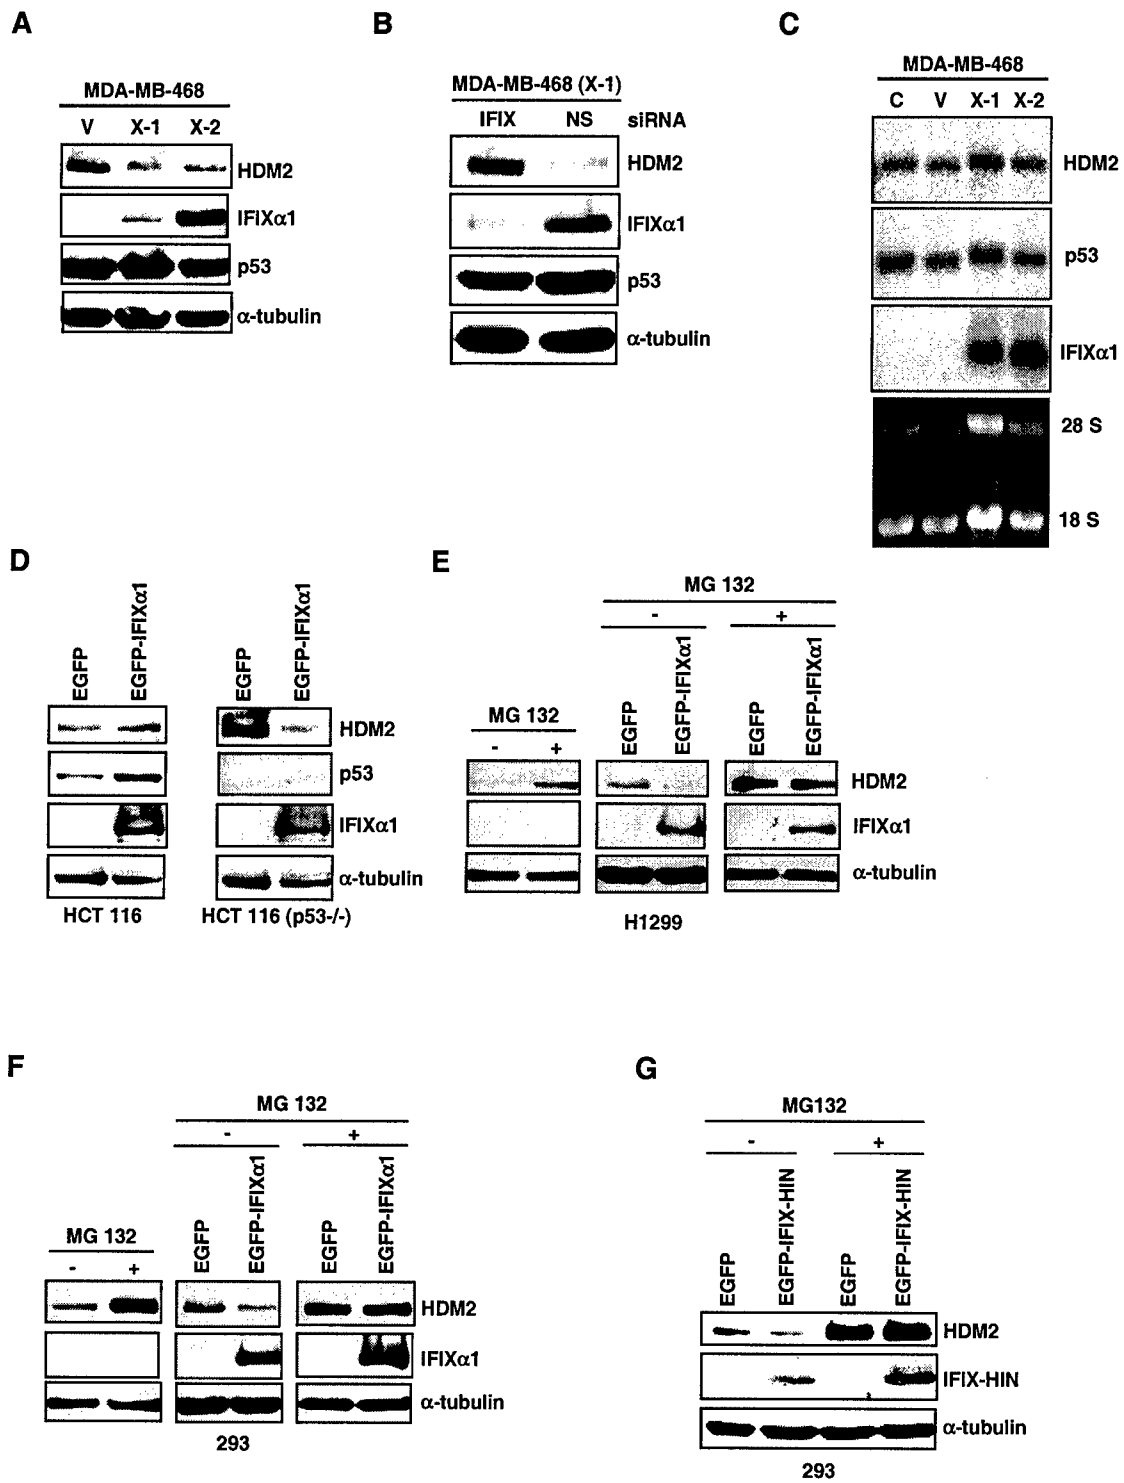 A
MDA-MB-468
V X-1 X-2
HDM2
IFIXα1
p53
α-tubulin
B
MDA-MB-468 (X-1)
IFIX NS siRNA
HDM2
IFIXα1
p53
α-tubulin
C
MDA-MB-468
C V X-1 X-2
HDM2
p53
IFIXα1
28 S
18 S
D
EGFP EGFP-IFIXα1 EGFP EGFP-IFIXα1
HDM2
p53
IFIXα1
α-tubulin
HCT 116 HCT 116 (p53-/-)
E
MG 132
- +
MG 132
- +
EGFP EGFP-IFIXα1 EGFP EGFP-IFIXα1
HDM2
IFIXα1
α-tubulin
H1299
F
MG 132
- +
MG 132
- +
EGFP EGFP-IFIXα1 EGFP EGFP-IFIXα1
HDM2
IFIXα1
α-tubulin
293
G
MG132
- +
EGFP EGFP-IFIX-HIN EGFP EGFP-IFIX-HIN
HDM2
IFIX-HIN
α-tubulin
293